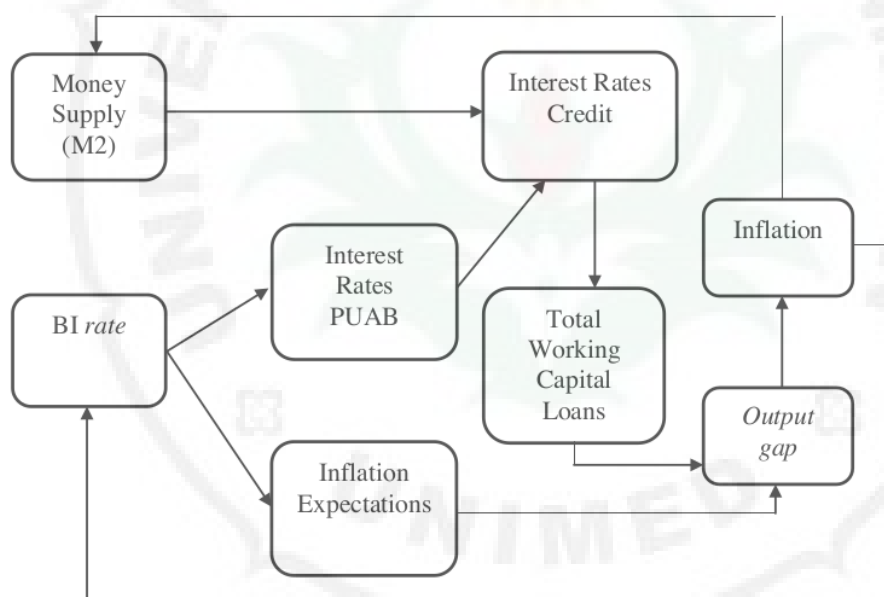 Money
Supply
(M2)
Interest Rates
Credit
Inflation
Interest
Rates
PUAB
BI rate
Total
Working
Capital
Loans
Output
gap
Inflation
Expectations
UNIMED